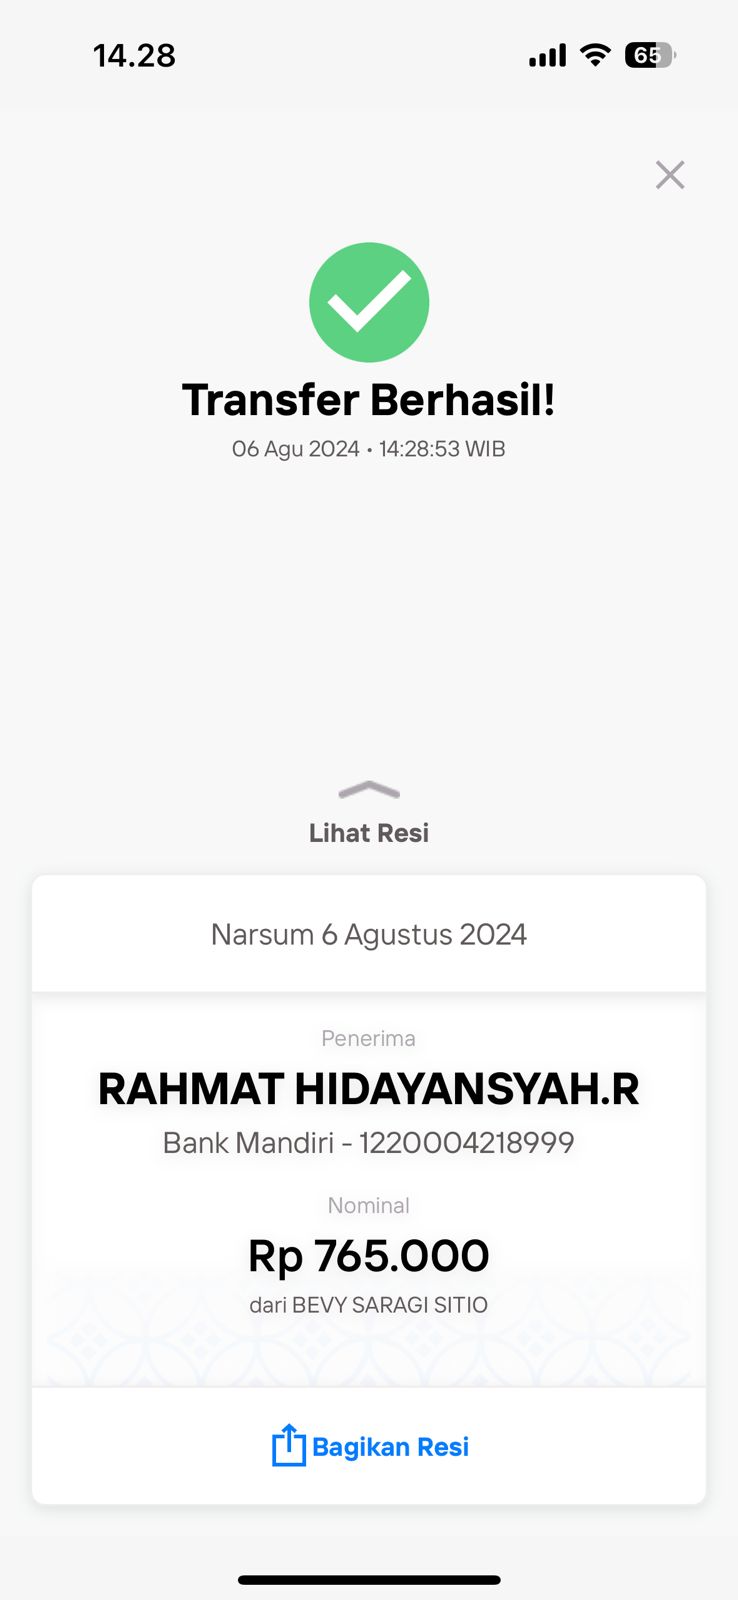 14.28
65
Transfer Berhasil!
06 Agu 2024 • 14:28:53 WIB
Lihat Resi
Narsum 6 Agustus 2024
Penerima
RAHMAT HIDAYANSYAH.R
Bank Mandiri - 1220004218999
Nominal
Rp 765.000
dari BEVY SARAGI SITIO
Bagikan Resi